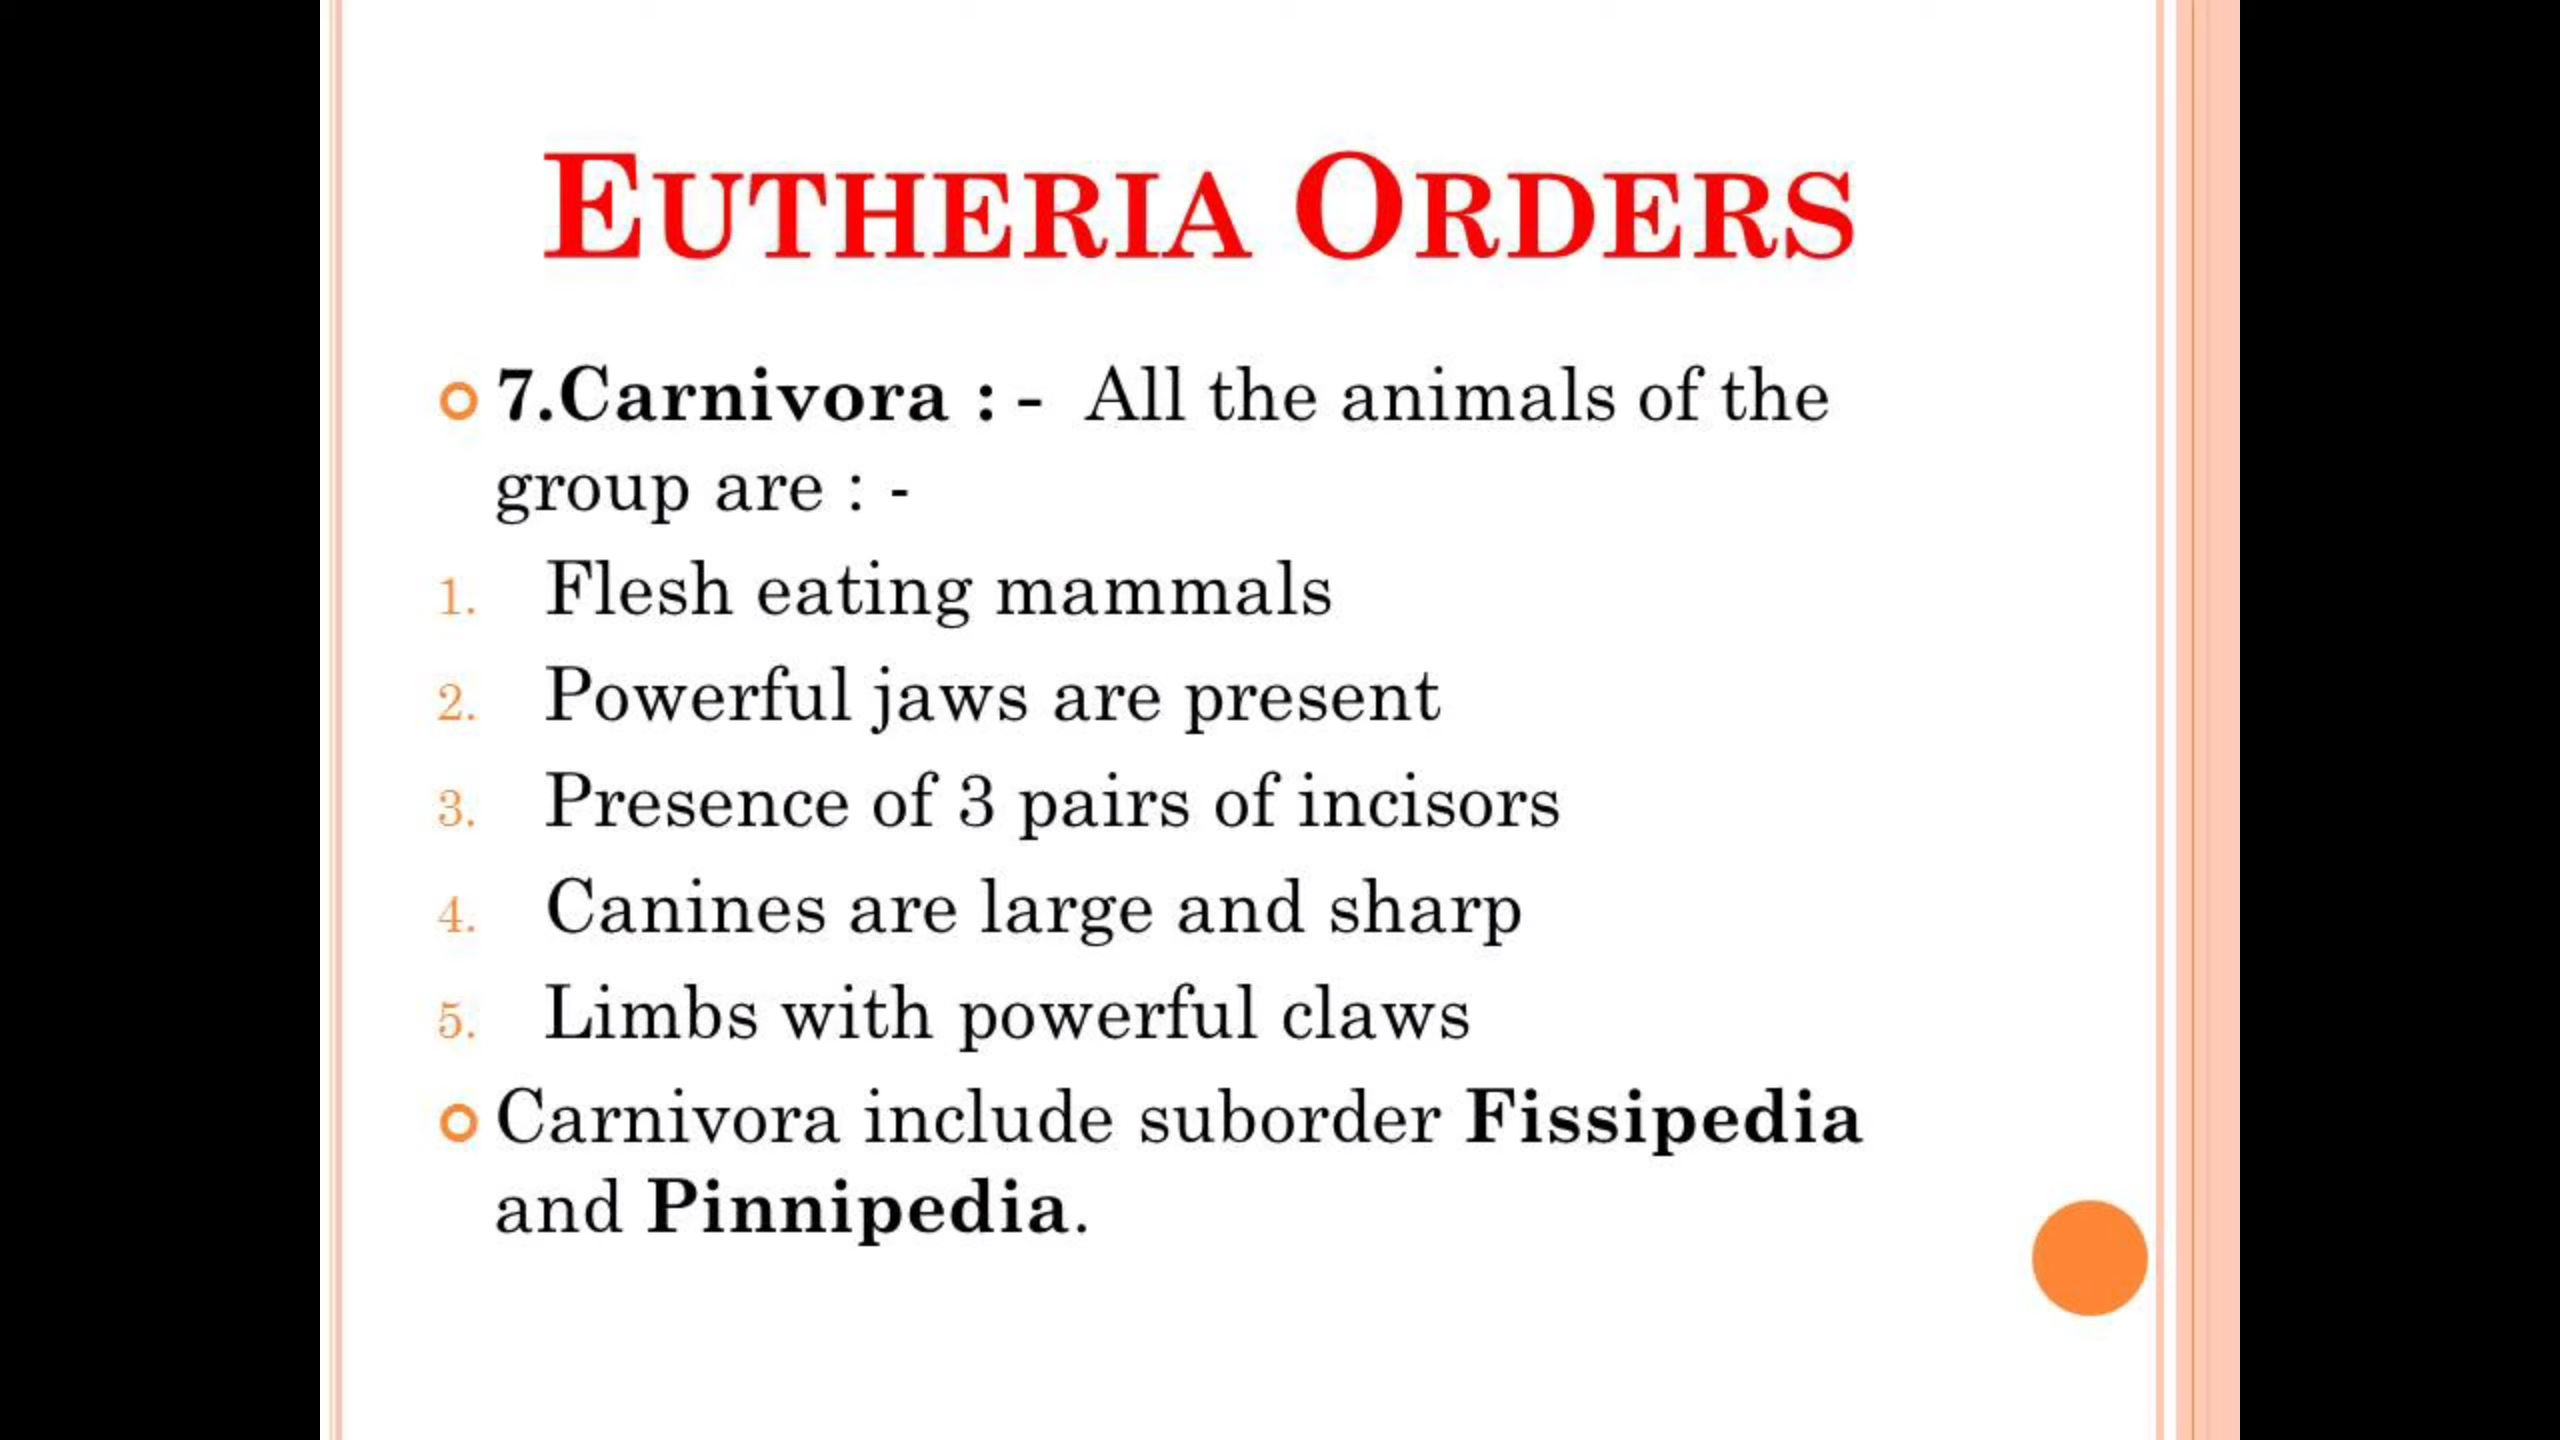 EUTHERIA ORDERS
7.Carnivora : - All the animals of the
group are : -
1. Flesh eating mammals
2. Powerful jaws are present
3. Presence of 3 pairs of incisors
4. Canines are large and sharp
5. Limbs with powerful claws
Carnivora include suborder Fissipedia
and Pinnipedia.